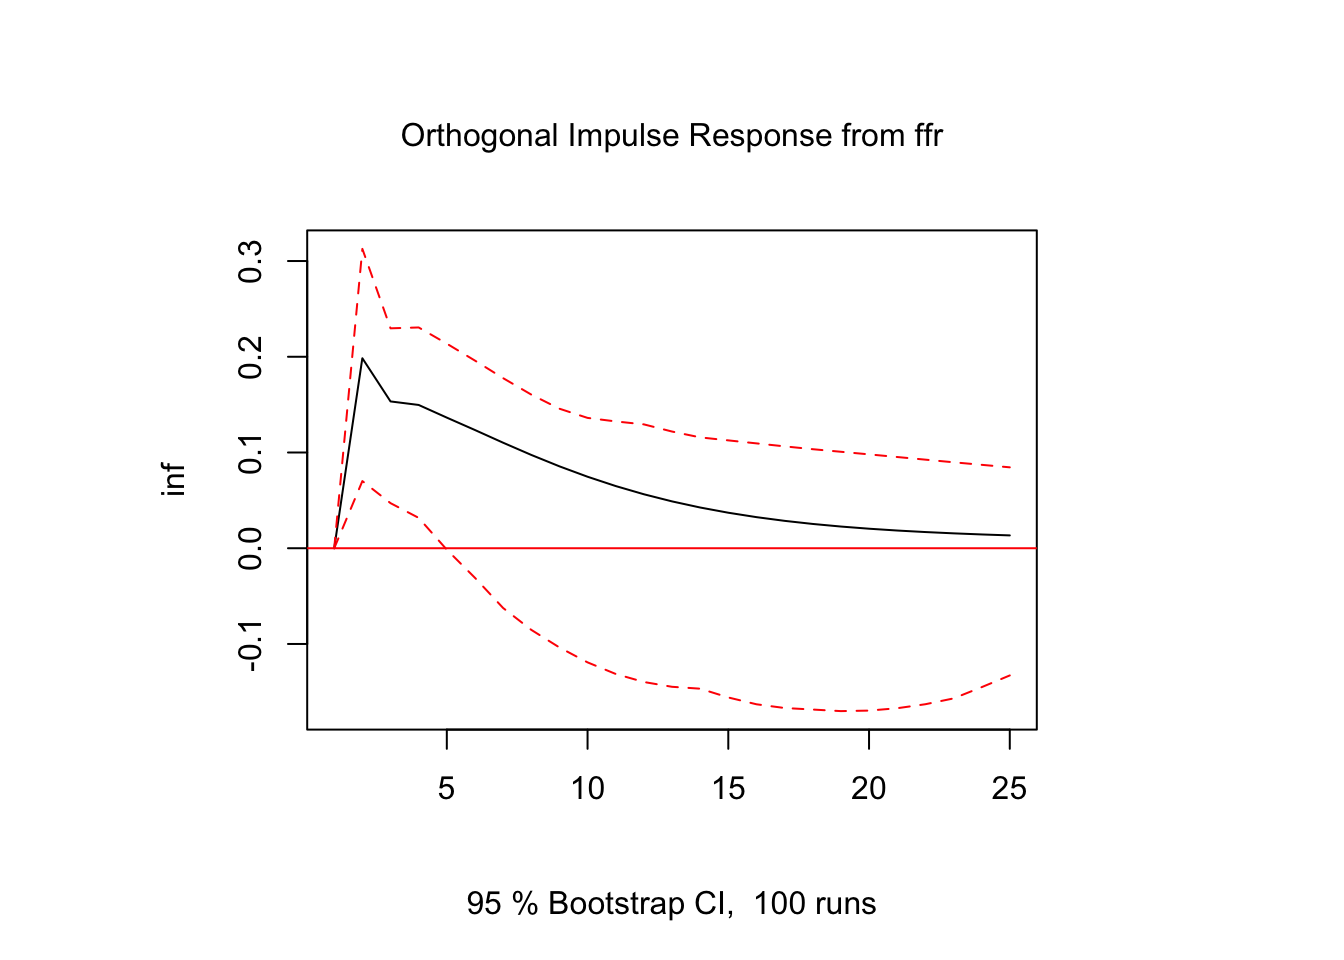 Orthogonal Impulse Response from ffr
inf
0.3
0.2
0.1
0.0
-0.1
5 10 15 20 25
95 % Bootstrap CI,  100 runs